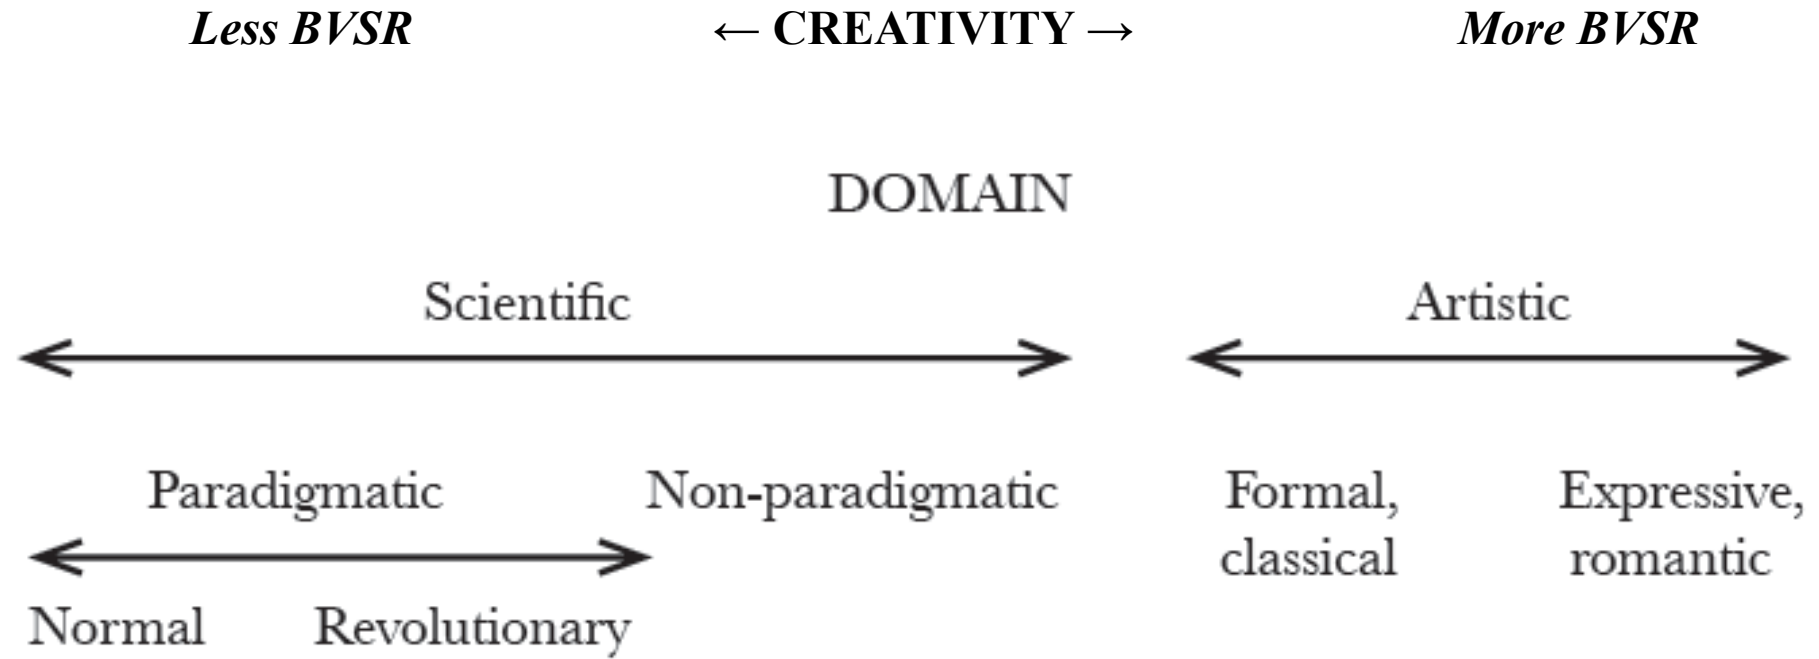 Less BVSR ← CREATIVITY → More BVSR
DOMAIN
Scientific Artistic
Paradigmatic Non-paradigmatic Formal, Expressive,
classical romantic
Normal Revolutionary